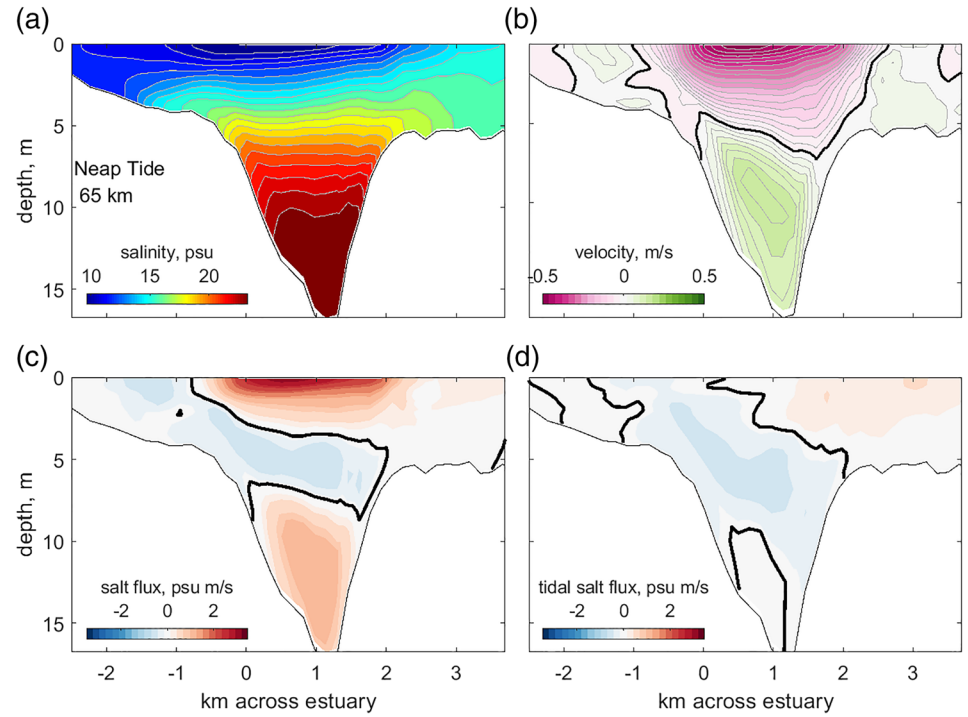 (a)
(b)
0
5
10
15
depth, m
Neap Tide
65 km
salinity, psu
10 15 20
velocity, m/s
-0.5 0 0.5
(c)
(d)
0
5
10
15
depth, m
salt flux, psu m/s
-2 0 2
tidal salt flux, psu m/s
-2 0 2
-2 -1 0 1 2 3
km across estuary
-2 -1 0 1 2 3
km across estuary